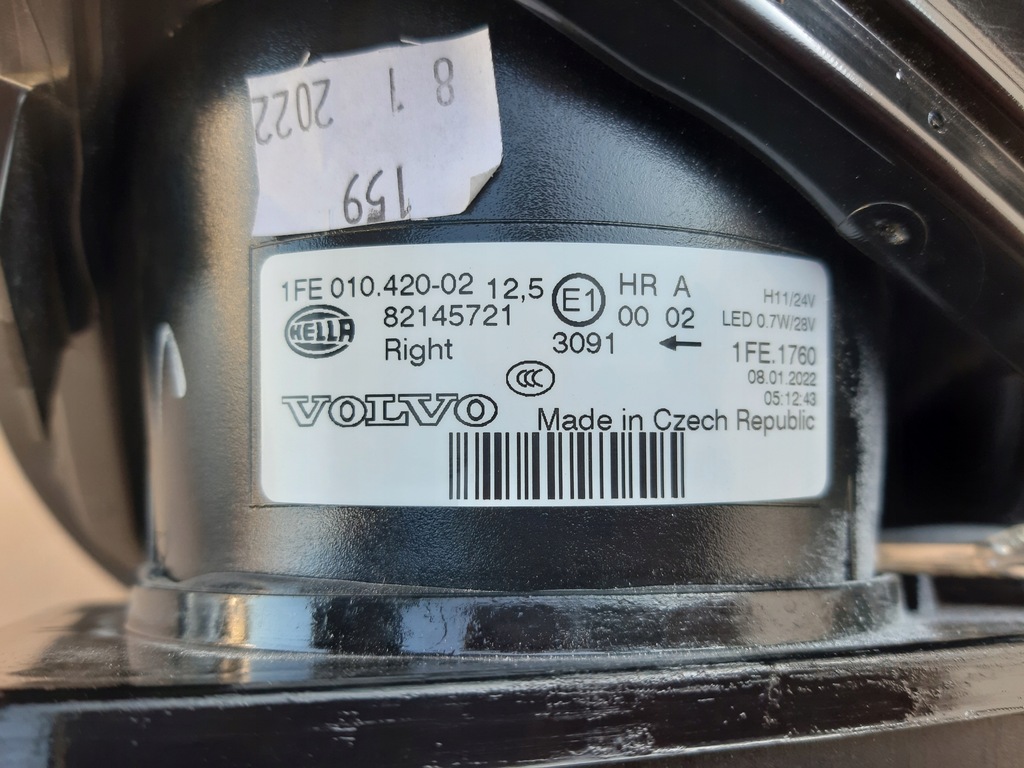 8 1 2022
159
1FE 010.420-02 12,5 E1 HR A H11/24V
HELLA 82145721 00 02 LED 0.7W/28V
Right 3091 ← 1FE.1760
CCC 08.01.2022
05:12:43
VOLVO Made in Czech Republic